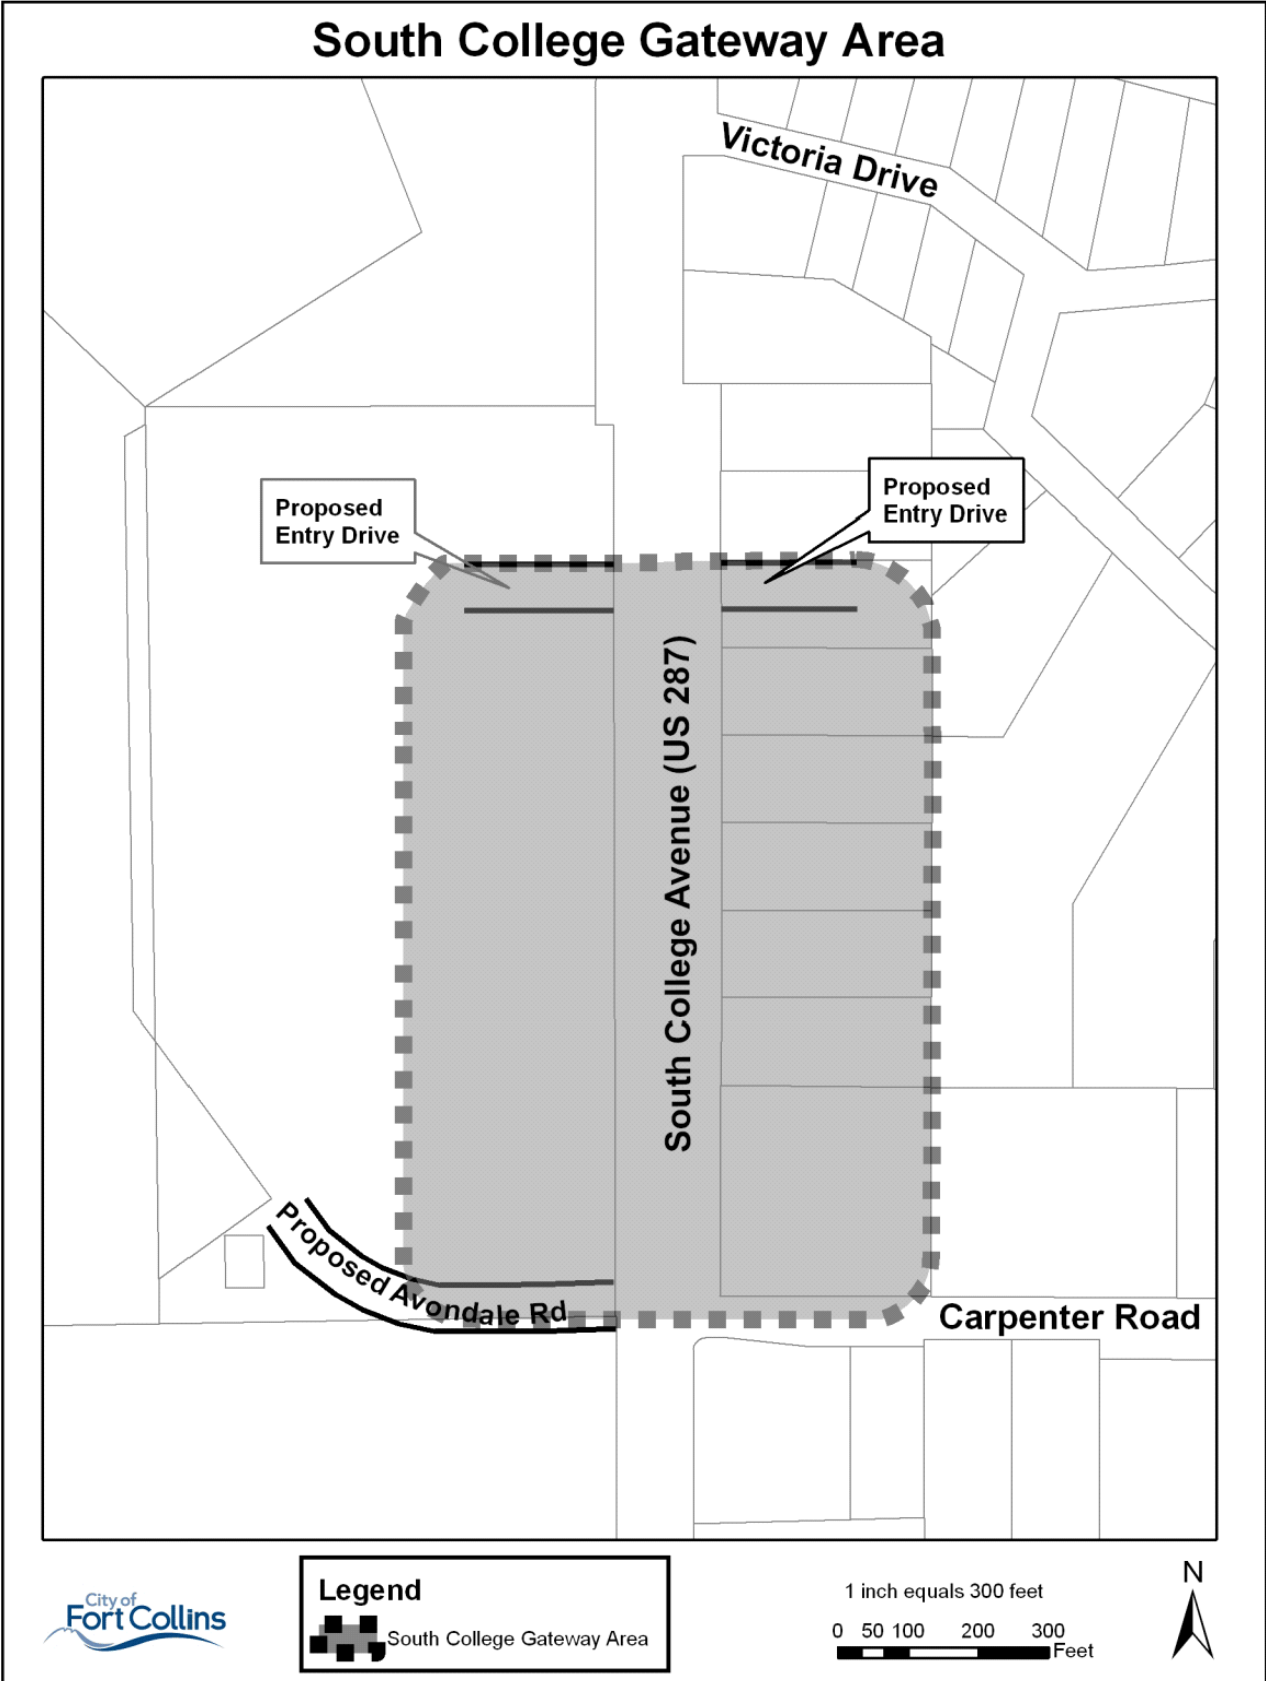 South College Gateway Area
Victoria Drive
Proposed
Entry Drive
Proposed
Entry Drive
South College Avenue (US 287)
Proposed Avondale Rd
Carpenter Road
City of
Fort Collins
Legend
South College Gateway Area
1 inch equals 300 feet
0 50 100 200 300
Feet
N